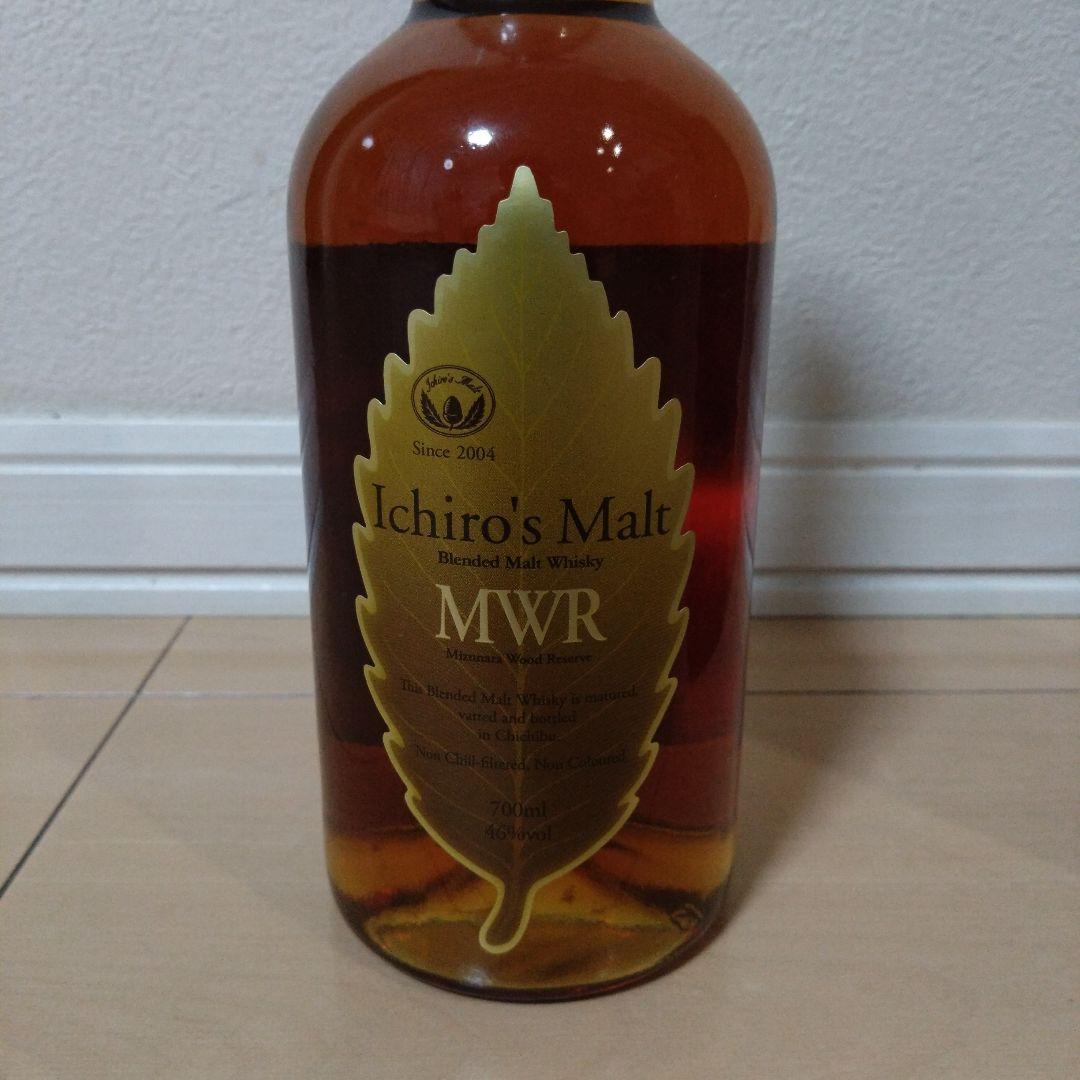 Ichiro's Malt
Since 2004
Ichiro's Malt
Blended Malt Whisky
MWR
Mizunara Wood Reserve
This Blended Malt Whisky is matured,
vatted and bottled
in Chichibu.
Non Chill-filtered, Non Coloured.
700ml
46%vol